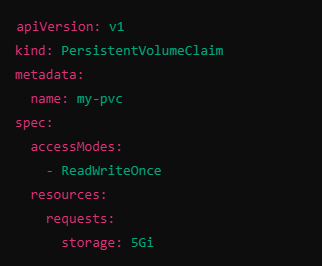 apiVersion: v1
kind: PersistentVolumeClaim
metadata:
  name: my-pvc
spec:
  accessModes:
    - ReadWriteOnce
  resources:
    requests:
      storage: 5Gi